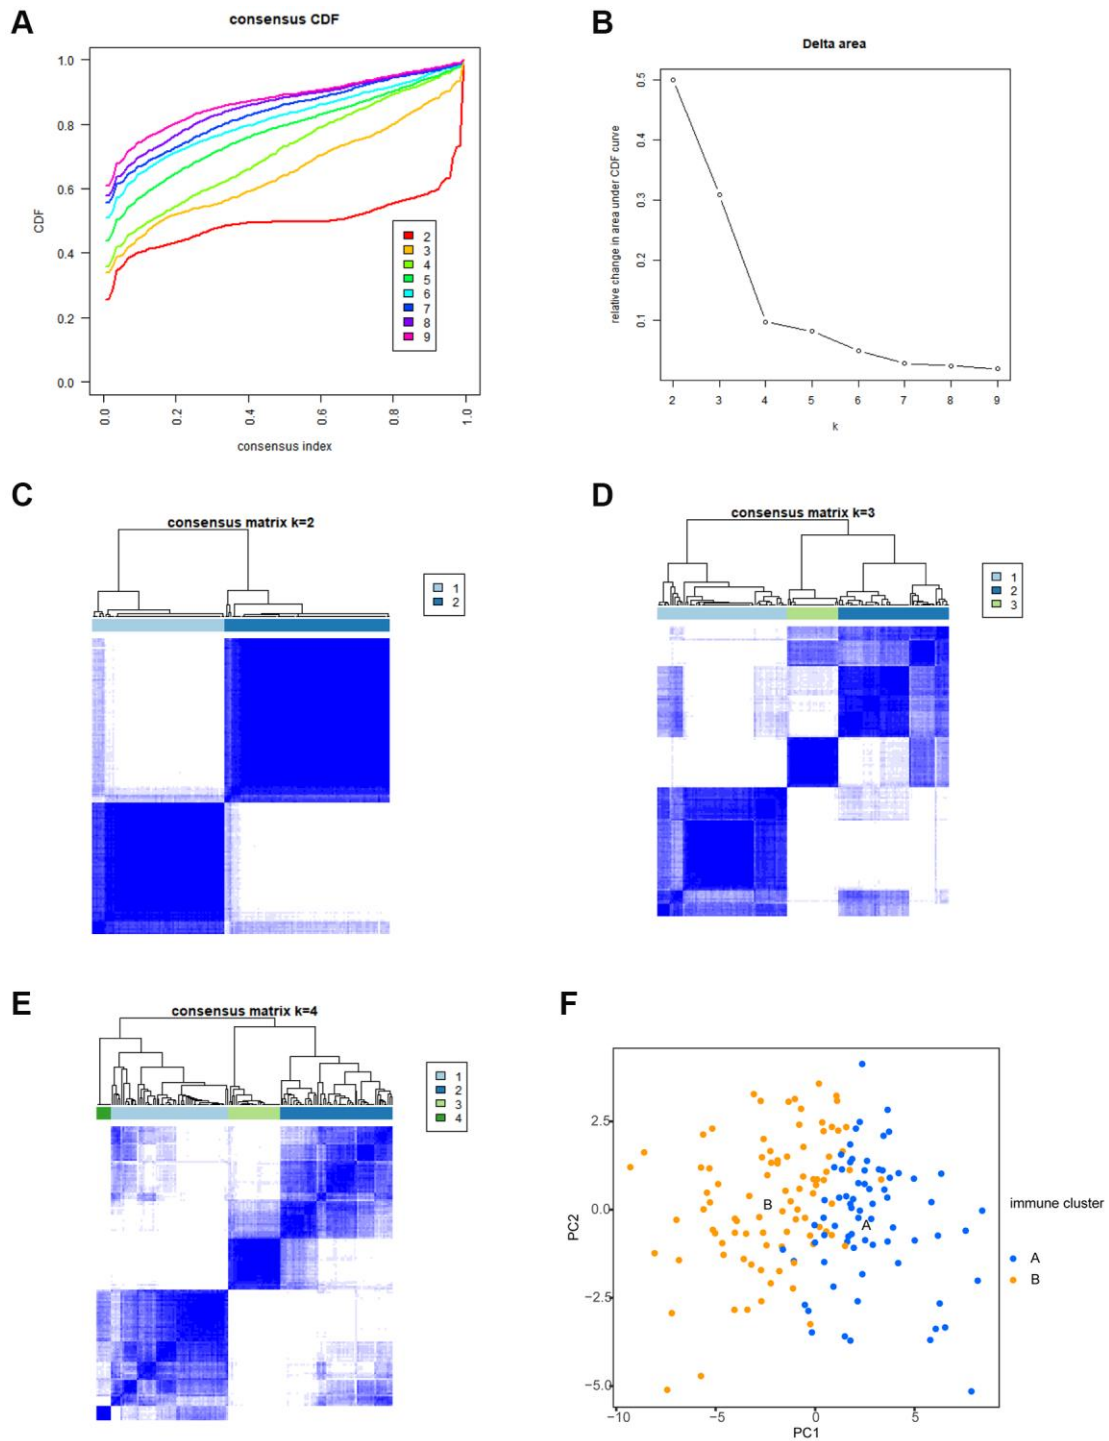 A
consensus CDF
CDF
1.0
0.8
0.6
0.4
0.2
0.0
2
3
4
5
6
7
8
9
0.0 0.2 0.4 0.6 0.8 1.0
consensus index
B
Delta area
relative change in area under CDF curve
0.5
0.4
0.3
0.2
0.1
2 3 4 5 6 7 8 9
k
C
consensus matrix k=2
1
2
D
consensus matrix k=3
1
2
3
E
consensus matrix k=4
1
2
3
4
F
PC2
2.5
0.0
−2.5
−5.0
B
A
−10 −5 0 5
PC1
immune cluster
A
B